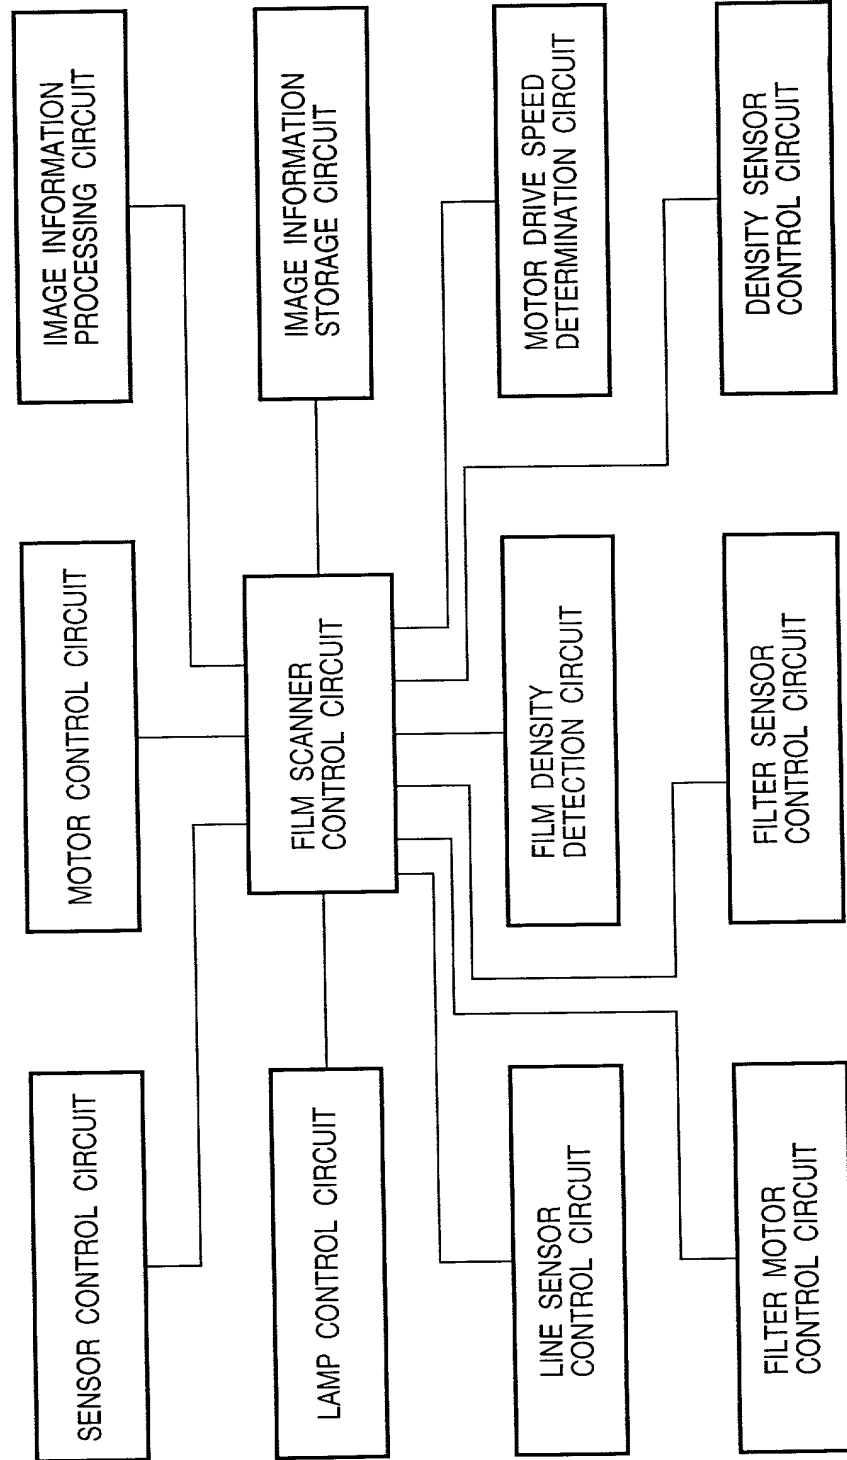 SENSOR CONTROL CIRCUIT
MOTOR CONTROL CIRCUIT
IMAGE INFORMATION
PROCESSING CIRCUIT
LAMP CONTROL CIRCUIT
FILM SCANNER
CONTROL CIRCUIT
IMAGE INFORMATION
STORAGE CIRCUIT
LINE SENSOR
CONTROL CIRCUIT
FILM DENSITY
DETECTION CIRCUIT
MOTOR DRIVE SPEED
DETERMINATION CIRCUIT
FILTER MOTOR
CONTROL CIRCUIT
FILTER SENSOR
CONTROL CIRCUIT
DENSITY SENSOR
CONTROL CIRCUIT